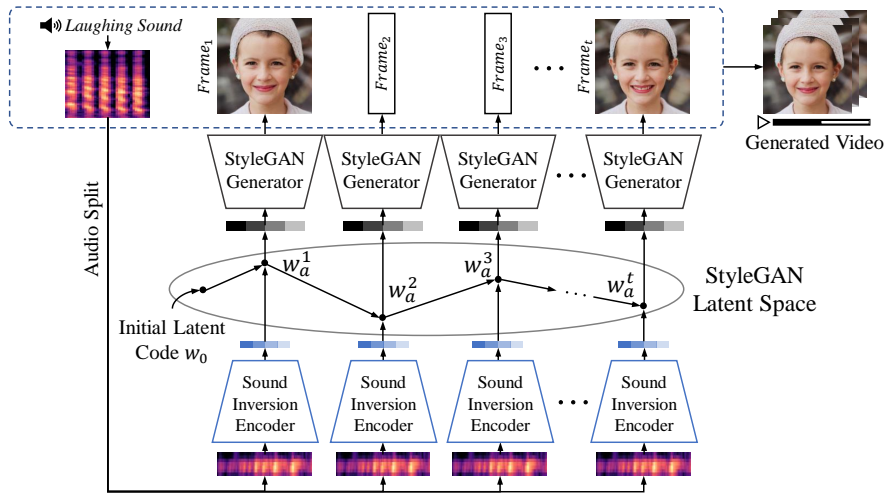 Laughing Sound
Frame1
Frame2
Frame3
...
Framet
Generated Video
StyleGAN
Generator
StyleGAN
Generator
StyleGAN
Generator
...
StyleGAN
Generator
Audio Split
w_a^1
w_a^2
w_a^3
...
w_a^t
StyleGAN
Latent Space
Initial Latent
Code w_0
Sound
Inversion
Encoder
Sound
Inversion
Encoder
Sound
Inversion
Encoder
...
Sound
Inversion
Encoder